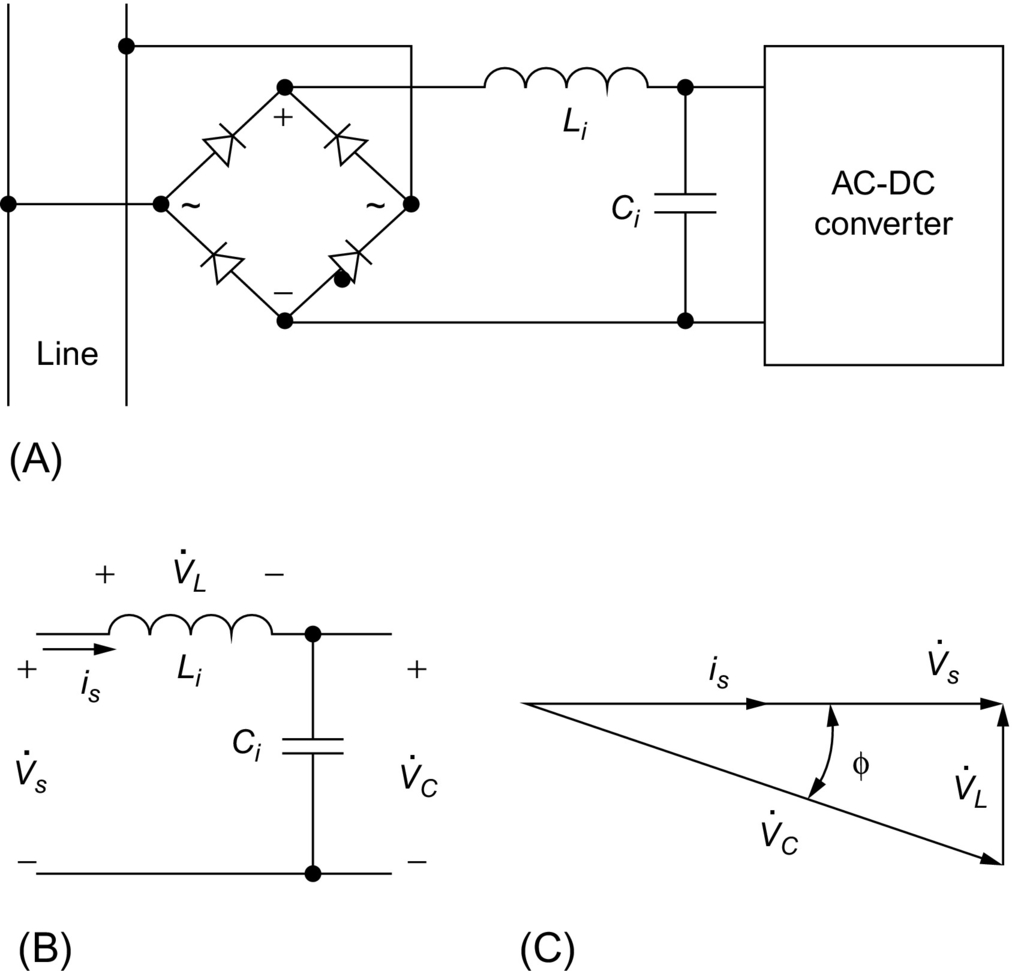 +
L_i
~ ~
C_i
AC-DC
converter
−
Line
(A)
+ V̇_L −
+ i_s L_i +
C_i
V̇_s V̇_C
− −
(B)
i_s V̇_s
ϕ
V̇_L
V̇_C
(C)